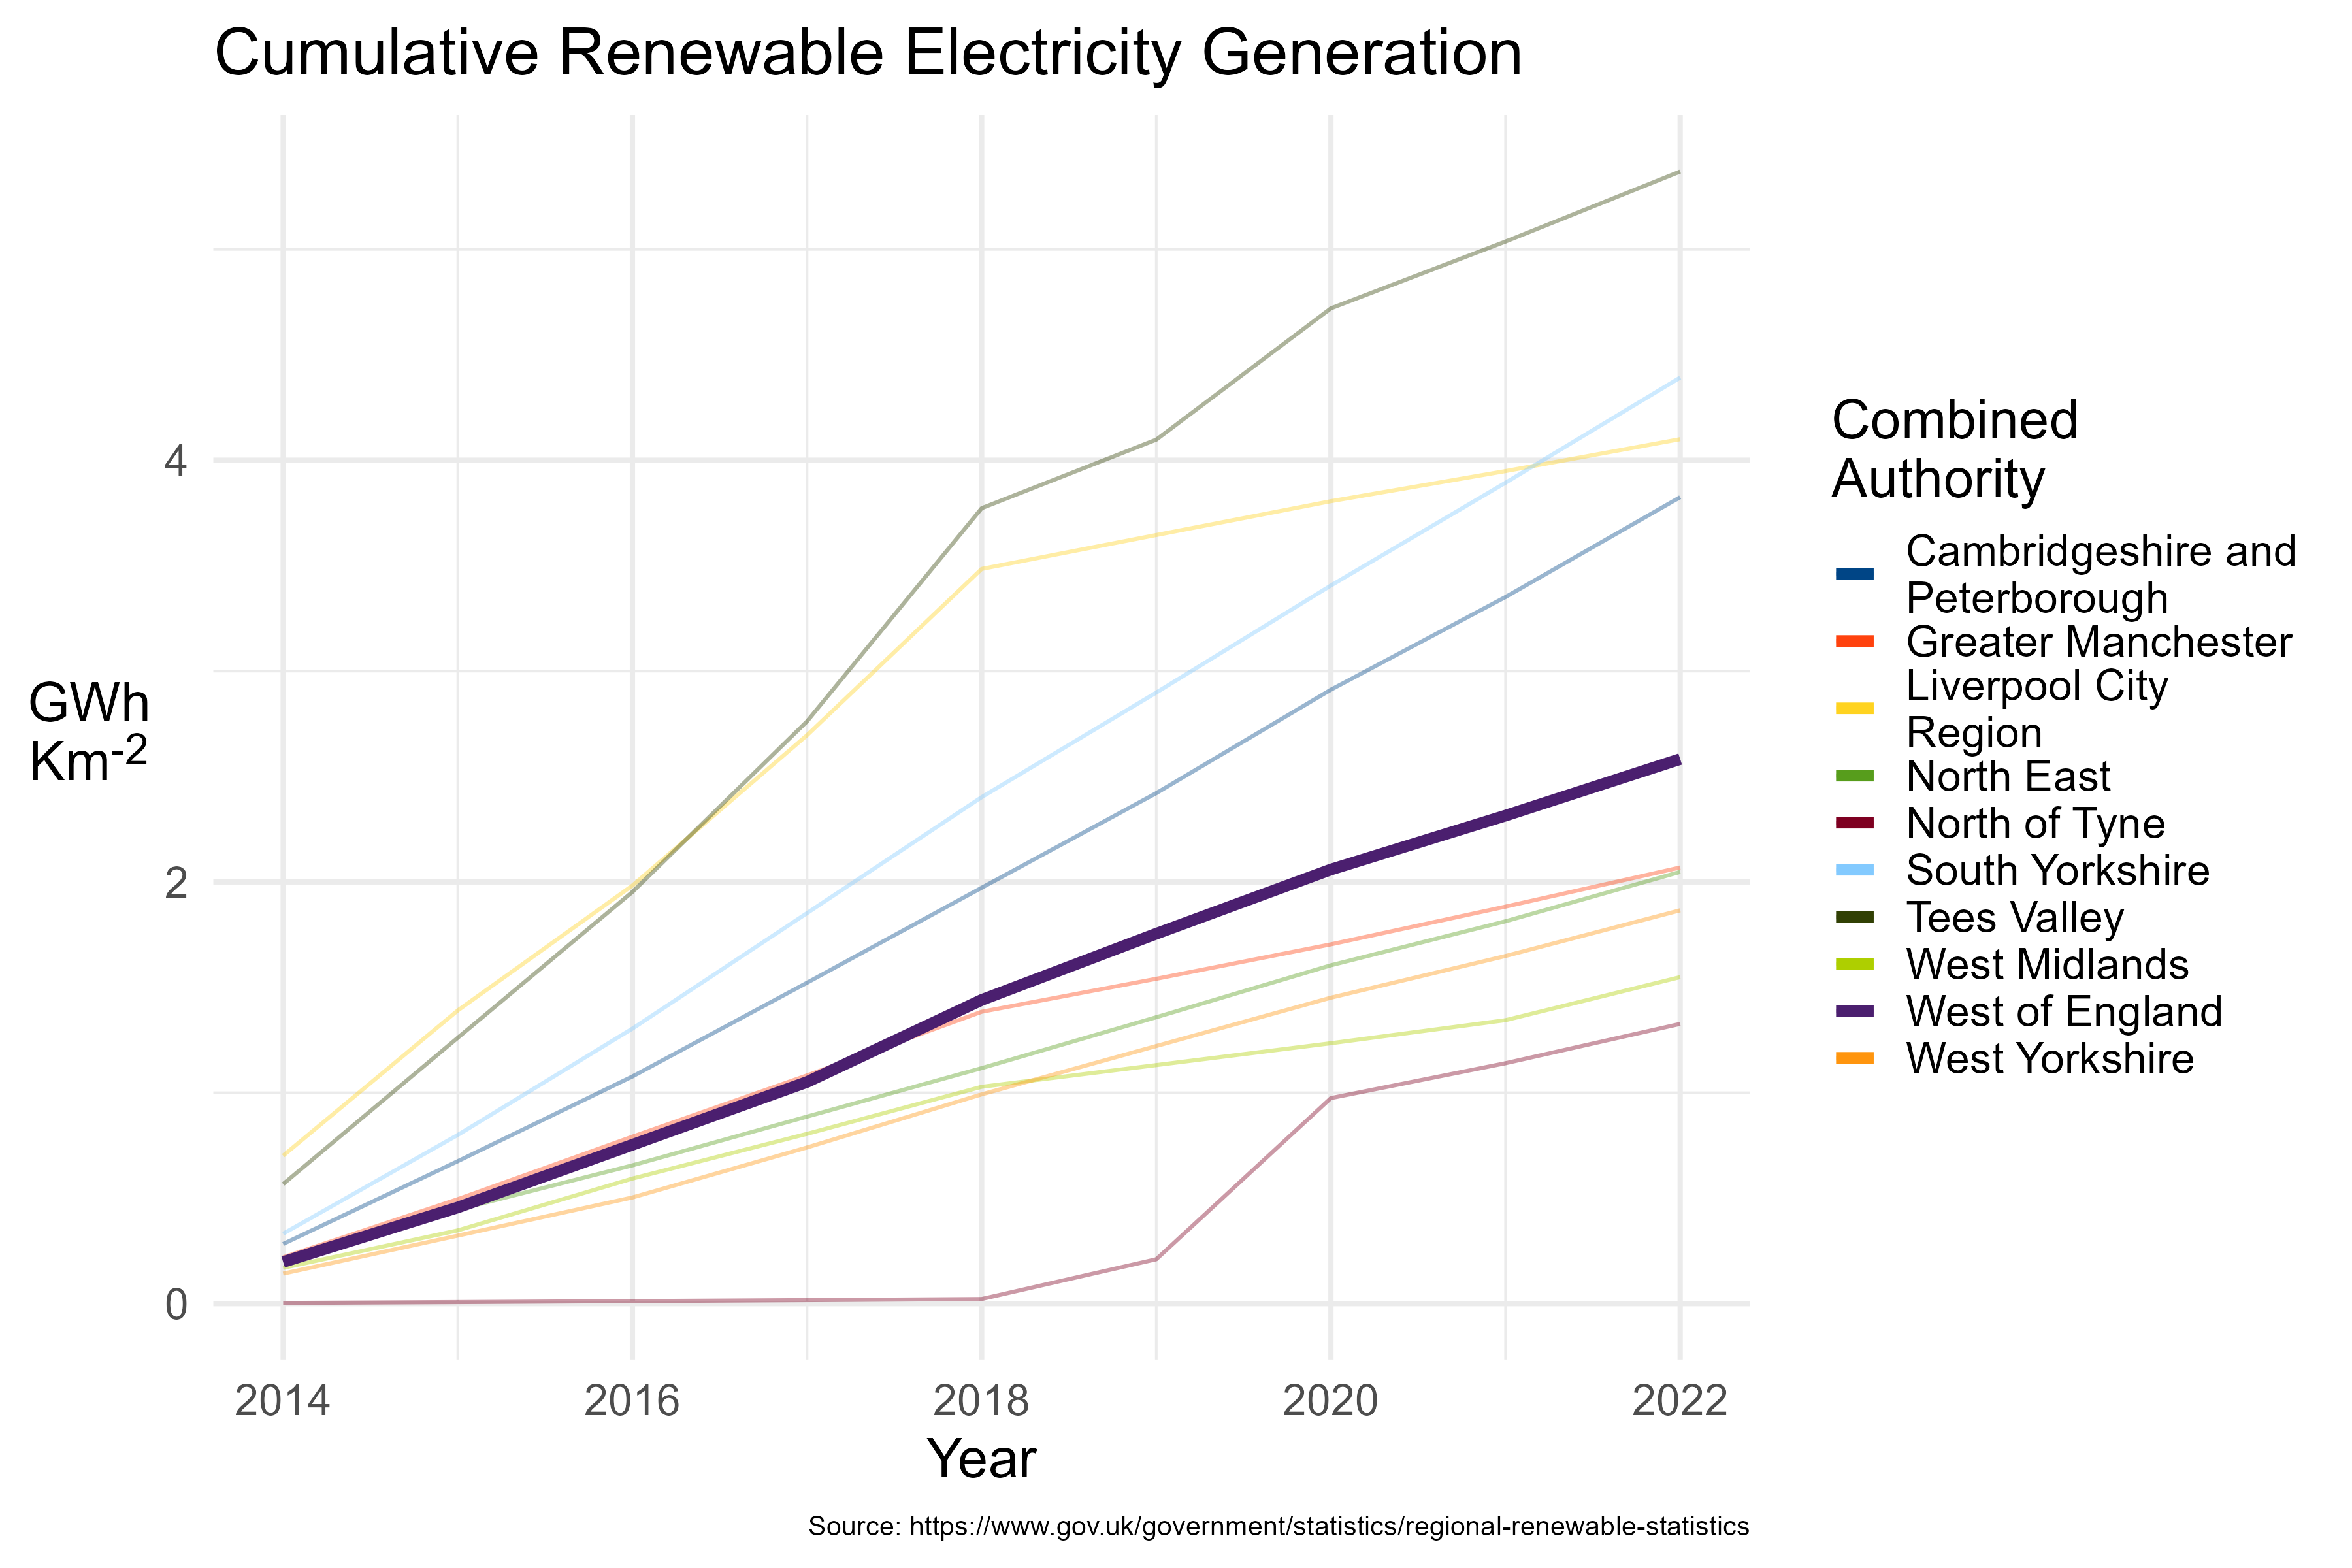 Cumulative Renewable Electricity Generation
4
2
0
GWh
Km-2
2014 2016 2018 2020 2022
Year
Combined
Authority
Cambridgeshire and
Peterborough
Greater Manchester
Liverpool City
Region
North East
North of Tyne
South Yorkshire
Tees Valley
West Midlands
West of England
West Yorkshire
Source: https://www.gov.uk/government/statistics/regional-renewable-statistics